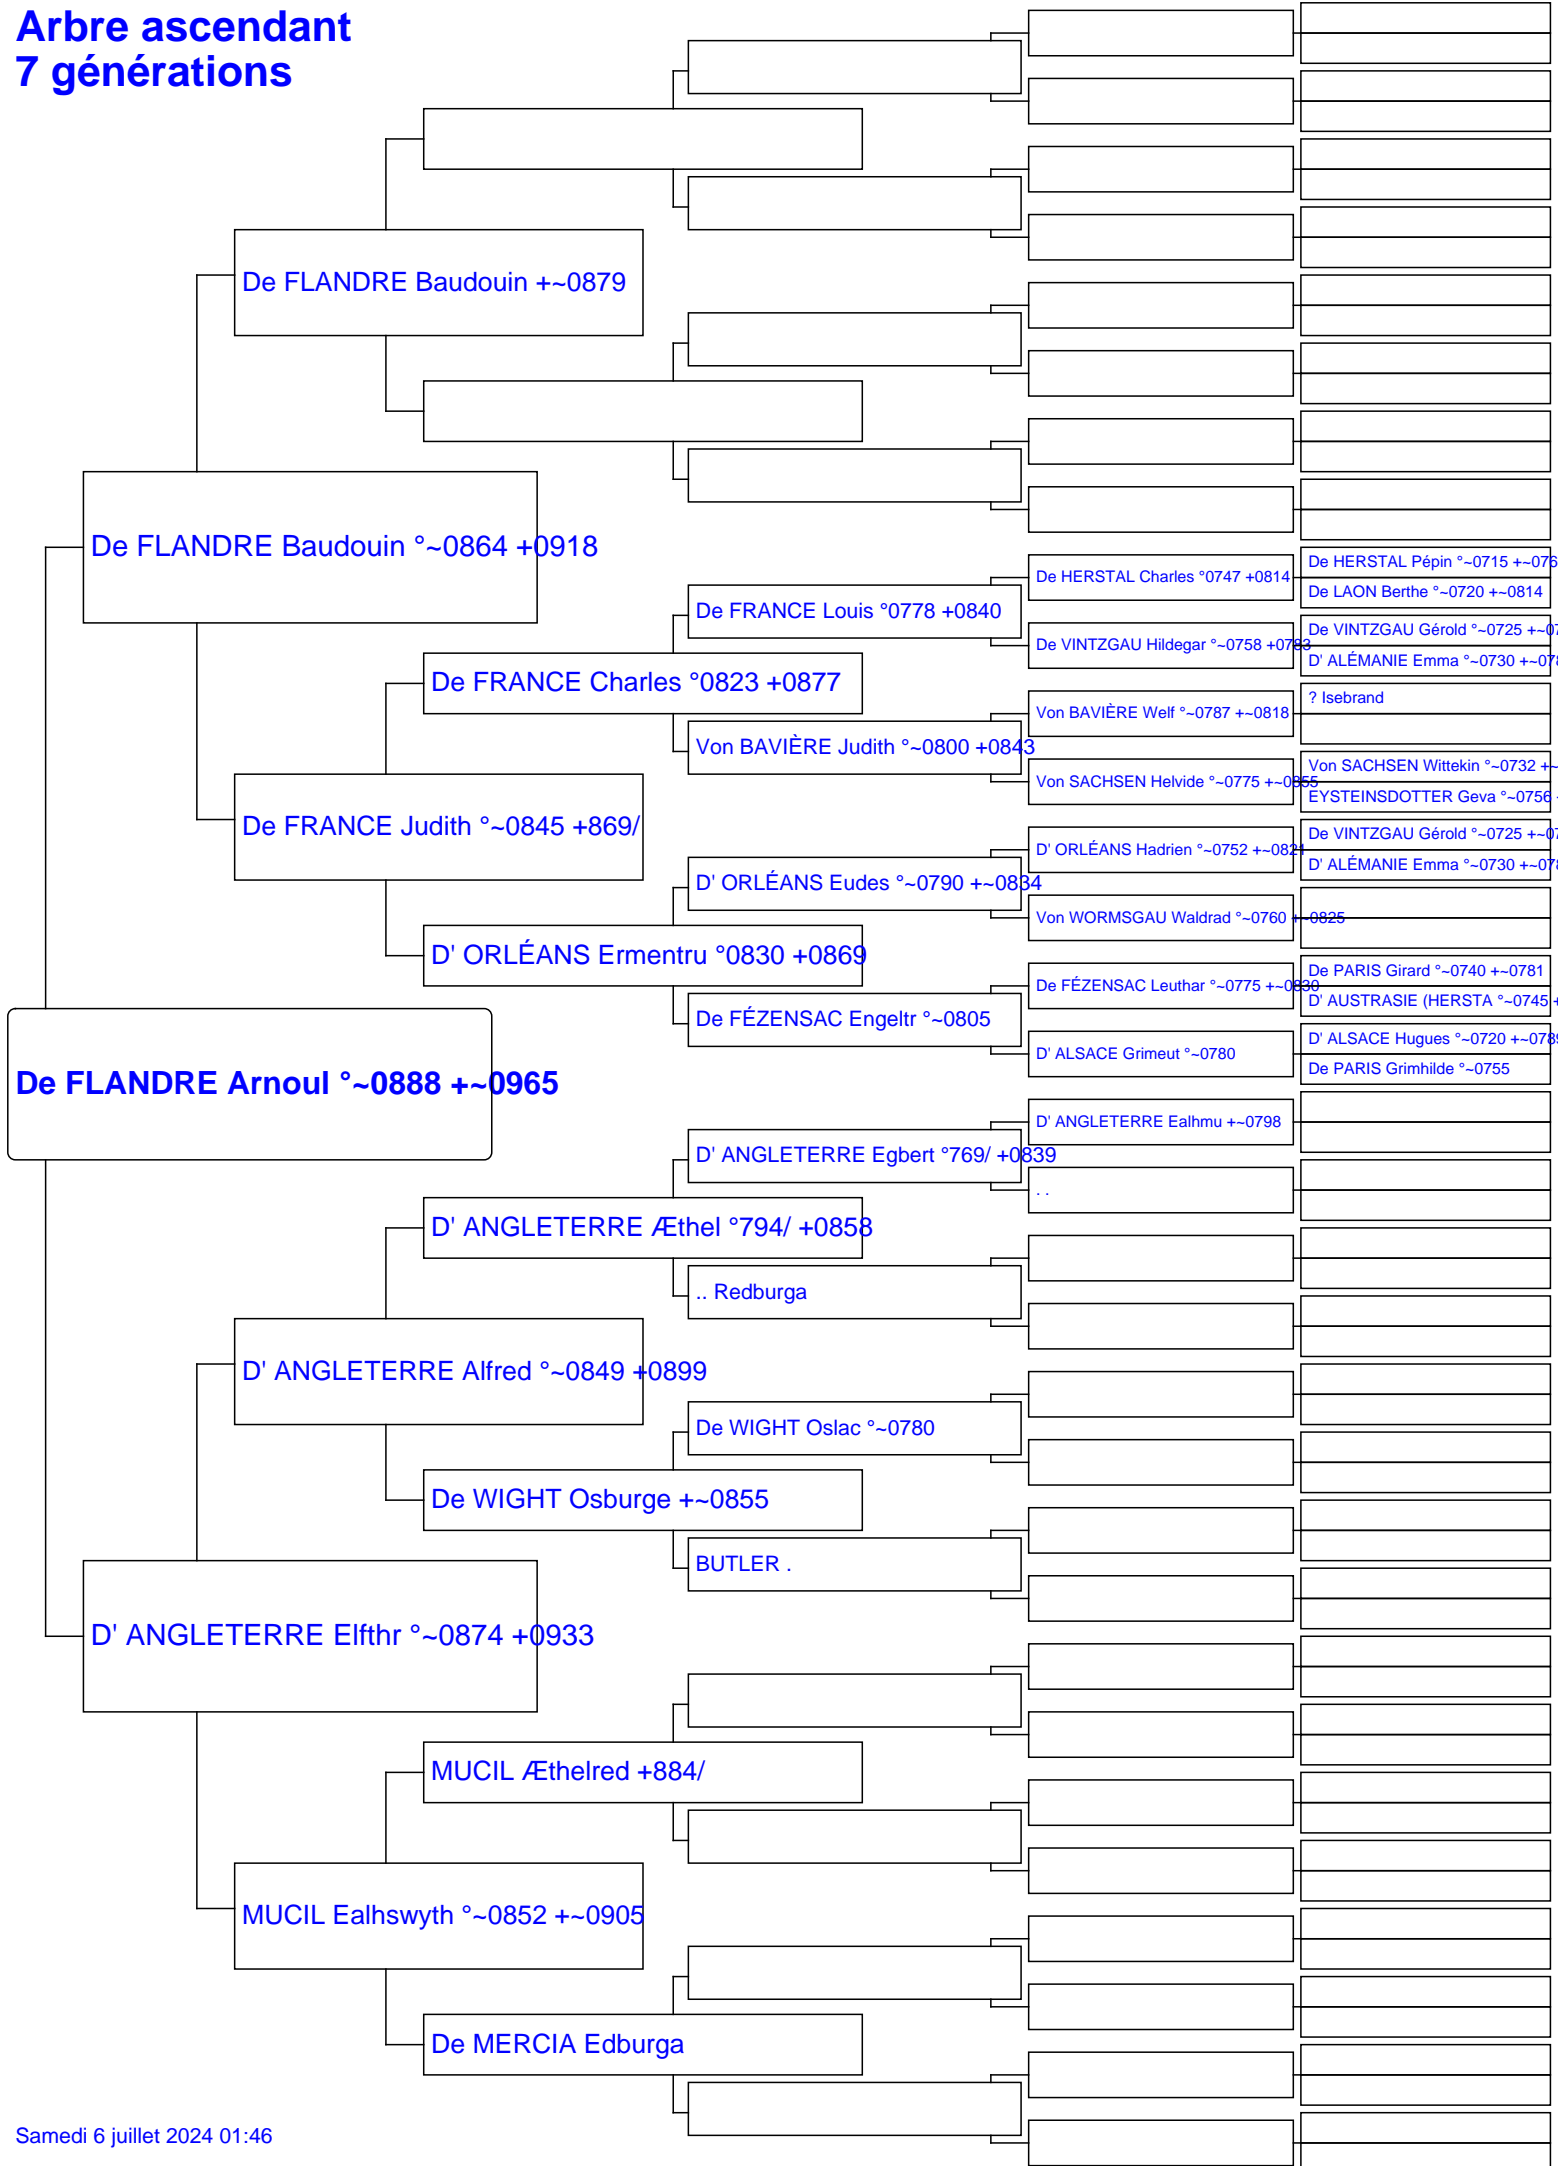 Arbre ascendant
7 générations
De FLANDRE Baudouin +~0879
De FLANDRE Baudouin °~0864 +0918
De HERSTAL Pépin °~0715 +~076
De HERSTAL Charles °0747 +0814
De LAON Berthe °~0720 +~0814
De FRANCE Louis °0778 +0840
De VINTZGAU Gérold °~0725 +~07
De VINTZGAU Hildegar °~0758 +0783
D' ALÉMANIE Emma °~0730 +~078
De FRANCE Charles °0823 +0877
? Isebrand
Von BAVIÈRE Welf °~0787 +~0818
Von BAVIÈRE Judith °~0800 +0843
Von SACHSEN Wittekin °~0732 +~
Von SACHSEN Helvide °~0775 +~0855
EYSTEINSDOTTER Geva °~0756
De FRANCE Judith °~0845 +869/
De VINTZGAU Gérold °~0725 +~07
D' ORLÉANS Hadrien °~0752 +~0821
D' ALÉMANIE Emma °~0730 +~078
D' ORLÉANS Eudes °~0790 +~0834
Von WORMSGAU Waldrad °~0760 +~0825
D' ORLÉANS Ermentru °0830 +0869
De PARIS Girard °~0740 +~0781
De FÉZENSAC Leuthar °~0775 +~0830
D' AUSTRASIE (HERSTA °~0745 +
De FÉZENSAC Engeltr °~0805
D' ALSACE Hugues °~0720 +~0789
D' ALSACE Grimeut °~0780
De PARIS Grimhilde °~0755
De FLANDRE Arnoul °~0888 +~0965
D' ANGLETERRE Ealhmu +~0798
D' ANGLETERRE Egbert °769/ +0839
. .
D' ANGLETERRE Æthel °794/ +0858
.. Redburga
D' ANGLETERRE Alfred °~0849 +0899
De WIGHT Oslac °~0780
De WIGHT Osburge +~0855
BUTLER .
D' ANGLETERRE Elfthr °~0874 +0933
MUCIL Æthelred +884/
MUCIL Ealhswyth °~0852 +~0905
De MERCIA Edburga
Samedi 6 juillet 2024 01:46